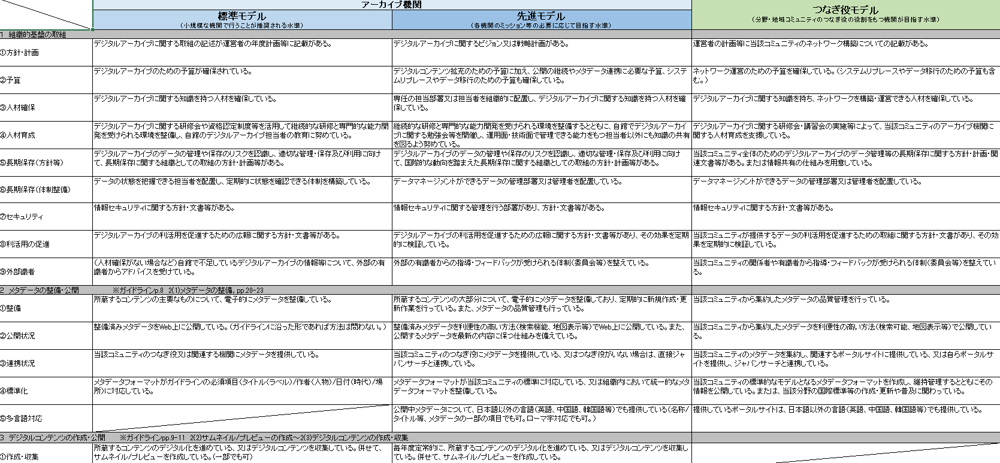 アーカイブ機関
標準モデル
（小規模な機関で行うことが推奨される水準）
先進モデル
（各機関のミッション等の必要に応じて目指す水準）
つなぎ役モデル
（分野・地域コミュニティのつなぎ役の役割をもつ機関が目指す水準）
1 組織的基盤の取組
①方針・計画
デジタルアーカイブに関する取組の記述が運営者の年度計画等に記載がある。
デジタルアーカイブに関するビジョン又は戦略計画がある。
運営者の計画等に当該コミュニティのネットワーク構築についての記載がある。
②予算
デジタルアーカイブのための予算が確保されている。
デジタルコンテンツ拡充のための予算に加え、公開の継続やメタデータ連携に必要な予算、システ
ムリプレースやデータ移行のための予算も確保している。
ネットワーク運営のための予算を確保している。（システムリプレースやデータ移行のための予算も含
む。）
③人材確保
デジタルアーカイブに関する知識を持つ人材を確保している。
専任の担当部署又は担当者を組織的に配置し、デジタルアーカイブに関する知識を持つ人材を確
保している。
デジタルアーカイブに関する知識を持ち、ネットワークを構築・運営できる人材を確保している。
④人材育成
デジタルアーカイブに関する研修会や資格認定制度等を活用して継続的な研修と専門的な能力開
発を受けられる環境を整備し、自館のデジタルアーカイブ担当者の教育に努めている。
継続的な研修と専門的な能力開発を受けられる環境を整備するとともに、自館でデジタルアーカイ
ブに関する勉強会等を開催し、運用面・技術面で管理できる能力をもつ担当者以外にも知識の共有
を図るよう努めている。
デジタルアーカイブに関する研修会・講習会の実施等によって、当該コミュニティのアーカイブ機関に
関する人材育成を支援している。
⑤長期保存（方針等）
デジタルアーカイブのデータの管理や保存のリスクを認識し、適切な管理・保存及び利用に向け
て、長期保存に関する組織としての取組の方針・計画等がある。
デジタルアーカイブのデータの管理や保存のリスクを認識し、適切な管理・保存及び利用に向け
て、国際的な動向を踏まえた長期保存に関する組織としての取組の方針・計画等がある。
当該コミュニティ全体のためのデジタルアーカイブのデータ管理等の長期保存に関する方針・計画・関
連文書等がある。または情報共有の仕組みを用意している。
⑥長期保存（体制整備）
データの状態を把握できる担当者を配置し、定期的に状態を確認できる体制を構築している。
データマネージメントができるデータの管理部署又は管理者を配置している。
データマネージメントができるデータの管理部署又は管理者を配置している。
⑦セキュリティ
情報セキュリティに関する方針・文書等がある。
情報セキュリティに関する管理を行う部署があり、方針・文書等がある。
情報セキュリティに関する方針・文書等がある。
⑧利活用の促進
デジタルアーカイブの利活用を促進するための広報に関する方針・文書等がある。
デジタルアーカイブの利活用を促進するための広報に関する方針・文書等があり、その効果を定期
的に検証している。
当該コミュニティが提供するデータの利活用を促進するための取組に関する方針・文書があり、その効
果を定期的に検証している。
⑨外部識者
（人材確保がない場合など）自館で不足しているデジタルアーカイブの情報等について、外部の有
識者からアドバイスを受けている。
外部の有識者からの指導・フィードバックが受けられる体制（委員会等）を整えている。
当該コミュニティの関係者や有識者から指導・フィードバックが受けられる体制（委員会等）を整えてい
る。
2 メタデータの整備・公開 ※ガイドラインp.8 2(1)メタデータの整備, pp.20-23
①整備
所蔵するコンテンツの主要なものについて、電子的にメタデータを整備している。
所蔵するコンテンツの大部分について、電子的にメタデータを整備しており、定期的に新規作成・更
新作業を行っている。また、メタデータの品質管理も行っている。
当該コミュニティから集約したメタデータの品質管理を行っている。
②公開状況
整備済みメタデータをWeb上に公開している。（ガイドラインに沿った形であれば方法は問わない。）
整備済みメタデータを利便性の高い方法（検索機能、地図表示等）でWeb上に公開している。また、
公開するメタデータを最新の内容に保つ仕組みを備えている。
当該コミュニティから集約したメタデータを利便性の高い方法（検索可能、地図表示等）で公開してい
る。
③連携状況
当該コミュニティのつなぎ役又は関連する機関にメタデータを提供している。
当該コミュニティのつなぎ役にメタデータを提供している、又はつなぎ役がいない場合は、直接ジャ
パンサーチと連携している。
当該コミュニティのメタデータを集約し、関連するポータルサイトに提供している、又は自らポータルサ
イトを提供し、ジャパンサーチと連携している。
④標準化
メタデータフォーマットがガイドラインの必須項目（タイトル（ラベル）/作者（人物）/日付（時代）/場
所）に対応している。
メタデータフォーマットが当該コミュニティの標準に対応している、又は組織内において統一的なメタ
データフォーマットを整備している。
当該コミュニティの標準的なモデルとなるメタデータフォーマットを作成し、維持管理するとともにその
情報を公開している。または、当該分野の国際標準等の作成・更新や普及に関わっている。
⑤多言語対応
公開中メタデータについて、日本語以外の言語（英語、中国語、韓国語等）でも提供している（名称/
タイトル等、メタデータの一部の項目でも可。ローマ字対応でも可。）
提供しているポータルサイトは、日本語以外の言語（英語、中国語、韓国語等）でも提供している。
3 デジタルコンテンツの作成・公開 ※ガイドラインpp.9-11 2(2)サムネイル/プレビューの作成～2(3)デジタルコンテンツの作成・収集
①作成・収集
所蔵するコンテンツのデジタル化を進めている、又はデジタルコンテンツを収集している。併せて、
サムネイル/プレビューを作成している。(一部でも可)
毎年度定常的に、所蔵するコンテンツのデジタル化を進めている、又はデジタルコンテンツを収集し
ている。併せて、サムネイル/プレビューを作成している。